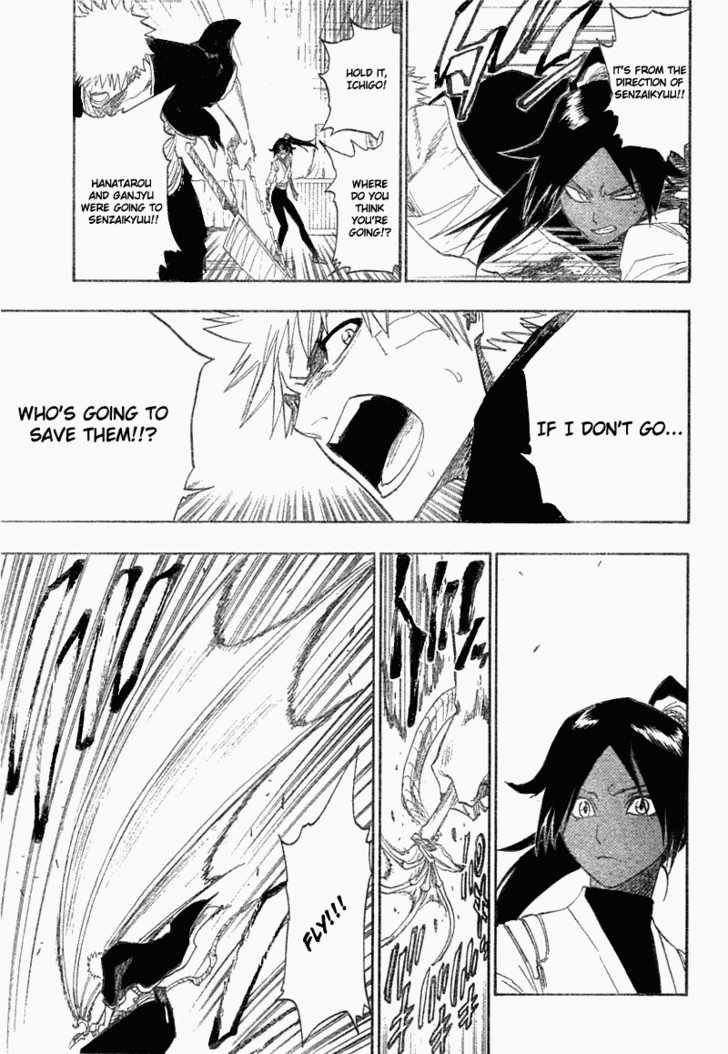 IT'S FROM THE
DIRECTION OF
SENZAIKYUU!!
HOLD IT,
ICHIGO!
WHERE
DO YOU
THINK
YOU'RE
GOING!?
HANATAROU
AND GANJYU
WERE GOING TO
SENZAIKYUU!!
IF I DON'T GO...
WHO'S GOING TO
SAVE THEM!!?
FLY!!!